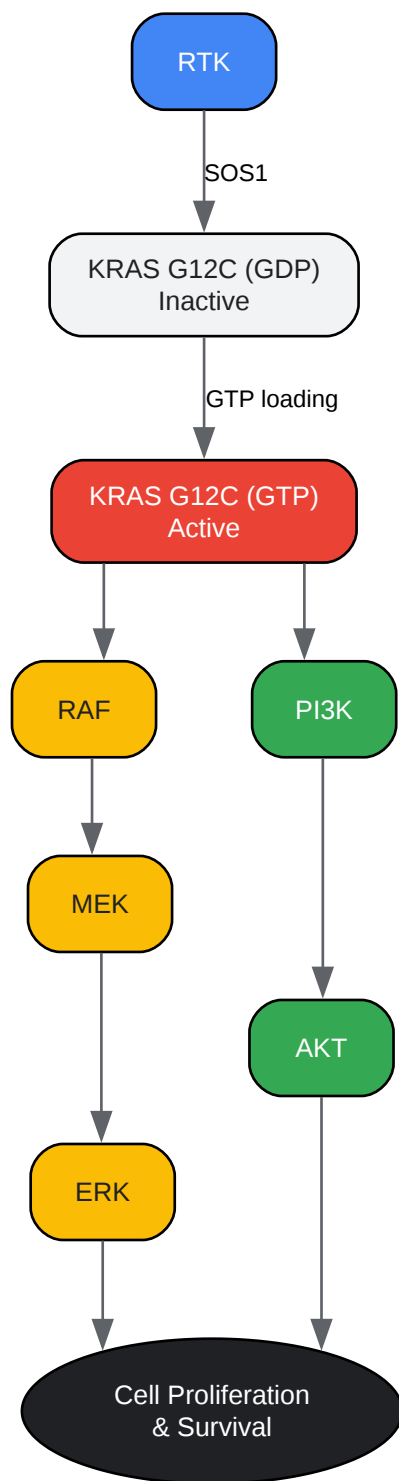 RTK
SOS1
KRAS G12C (GDP)
Inactive
GTP loading
KRAS G12C (GTP)
Active
RAF
PI3K
MEK
AKT
ERK
Cell Proliferation
& Survival